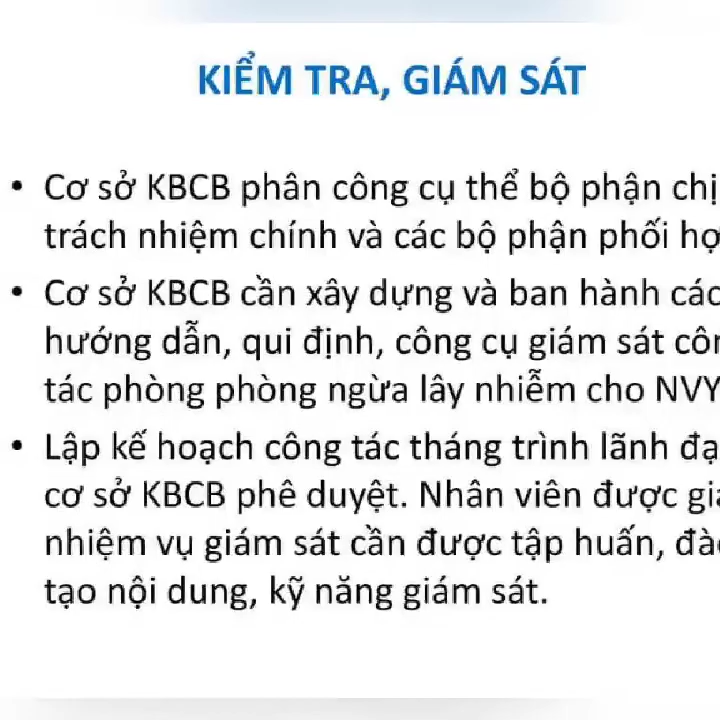 KIỂM TRA, GIÁM SÁT
• Cơ sở KBCB phân công cụ thể bộ phận chị
trách nhiệm chính và các bộ phận phối hợ
• Cơ sở KBCB cần xây dựng và ban hành các
hướng dẫn, qui định, công cụ giám sát côn
tác phòng phòng ngừa lây nhiễm cho NVY
• Lập kế hoạch công tác tháng trình lãnh đạ
cơ sở KBCB phê duyệt. Nhân viên được gia
nhiệm vụ giám sát cần được tập huấn, đào
tạo nội dung, kỹ năng giám sát.